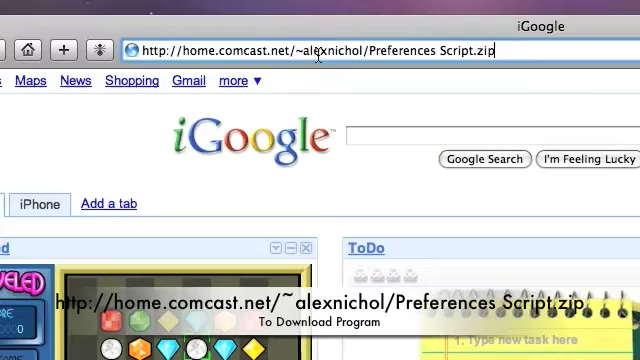 iGoogle
http://home.comcast.net/~alexnichol/Preferences Script.zip
Maps News Shopping Gmail more ▼
iGoogle™
Google Search I'm Feeling Lucky
iPhone Add a tab
ToDo
http://home.comcast.net/~alexnichol/Preferences Script.zip
To Download Program
1. Type new task here